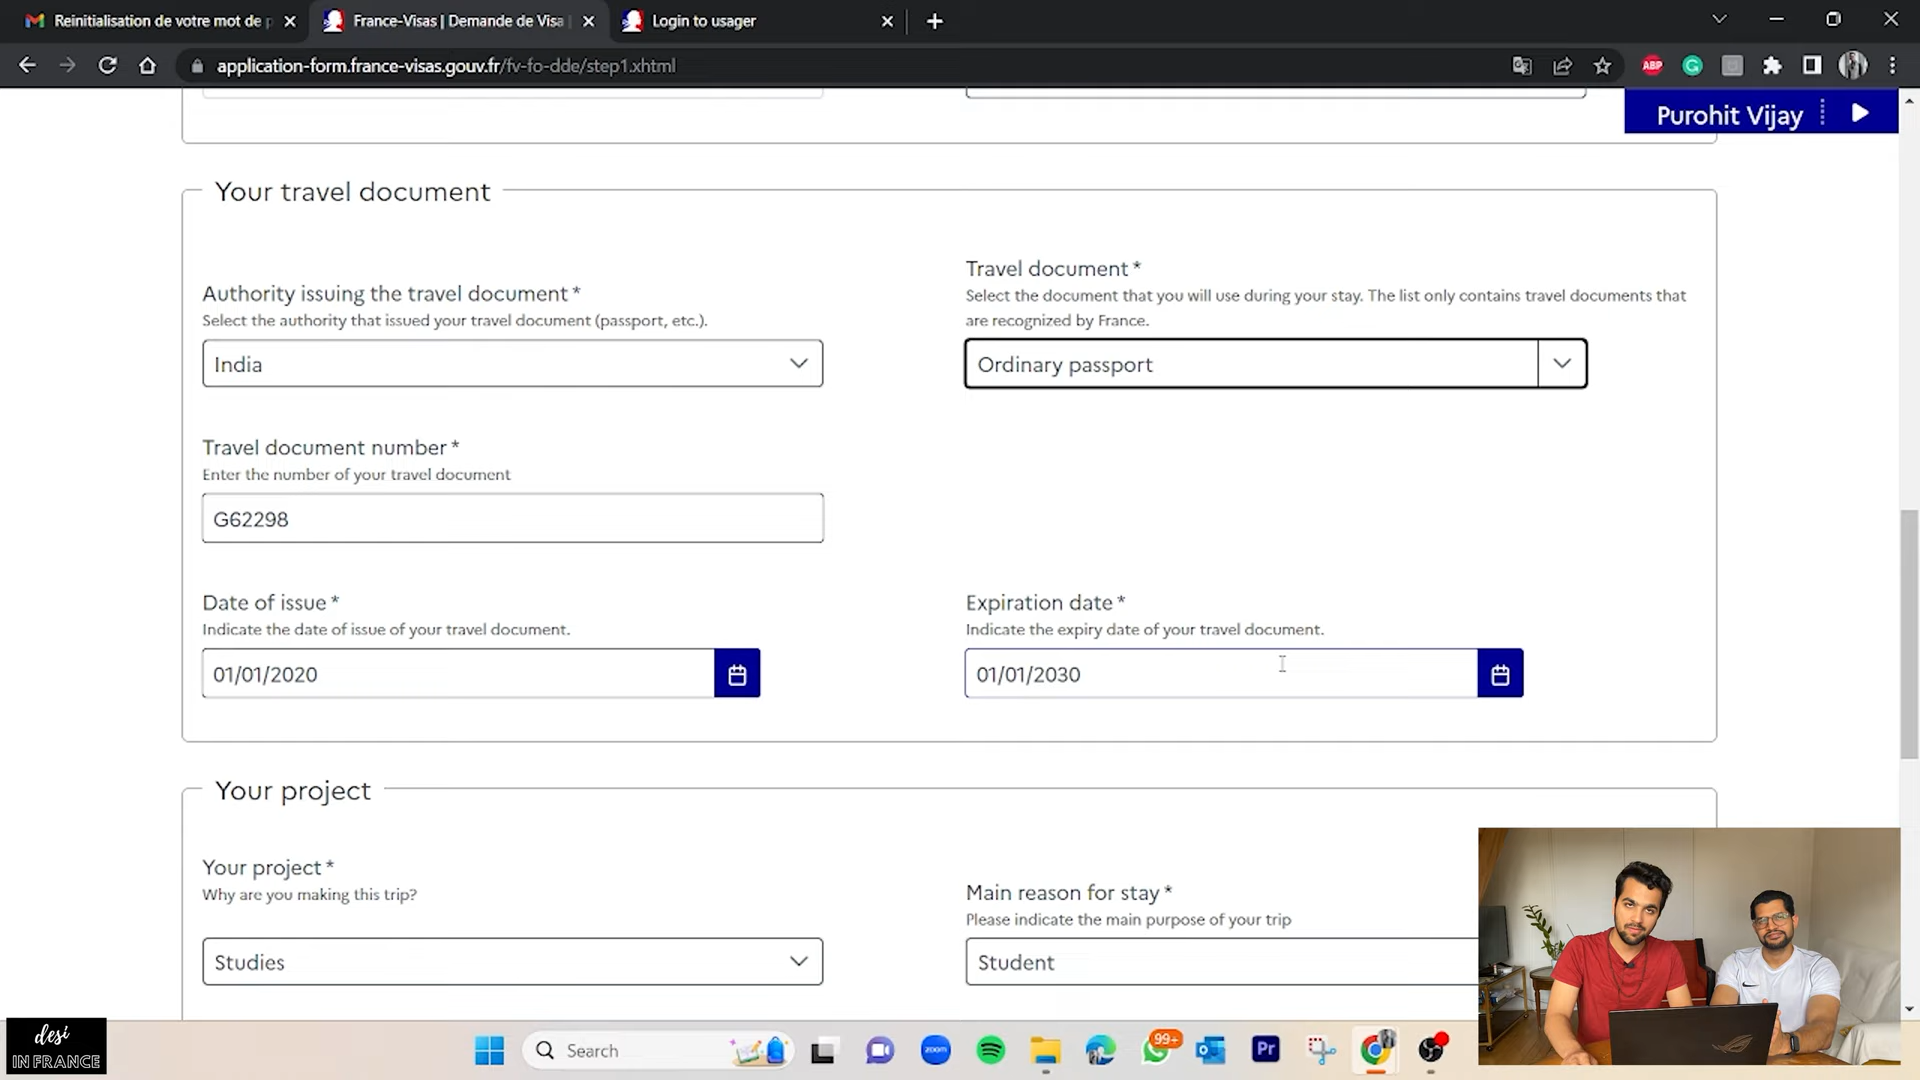 Reinitialisation de votre mot de p
France-Visas | Demande de Visa
Login to usager
application-form.france-visas.gouv.fr/fv-fo-dde/step1.xhtml
ABP
Purohit Vijay
Your travel document
Authority issuing the travel document *
Select the authority that issued your travel document (passport, etc.).
India
Travel document *
Select the document that you will use during your stay. The list only contains travel documents that
are recognized by France.
Ordinary passport
Travel document number *
Enter the number of your travel document
G62298
Date of issue *
Indicate the date of issue of your travel document.
01/01/2020
Expiration date *
Indicate the expiry date of your travel document.
01/01/2030
Your project
Your project *
Why are you making this trip?
Studies
Main reason for stay *
Please indicate the main purpose of your trip
Student
desi
IN FRANCE
Search
zoom
99+
Pr